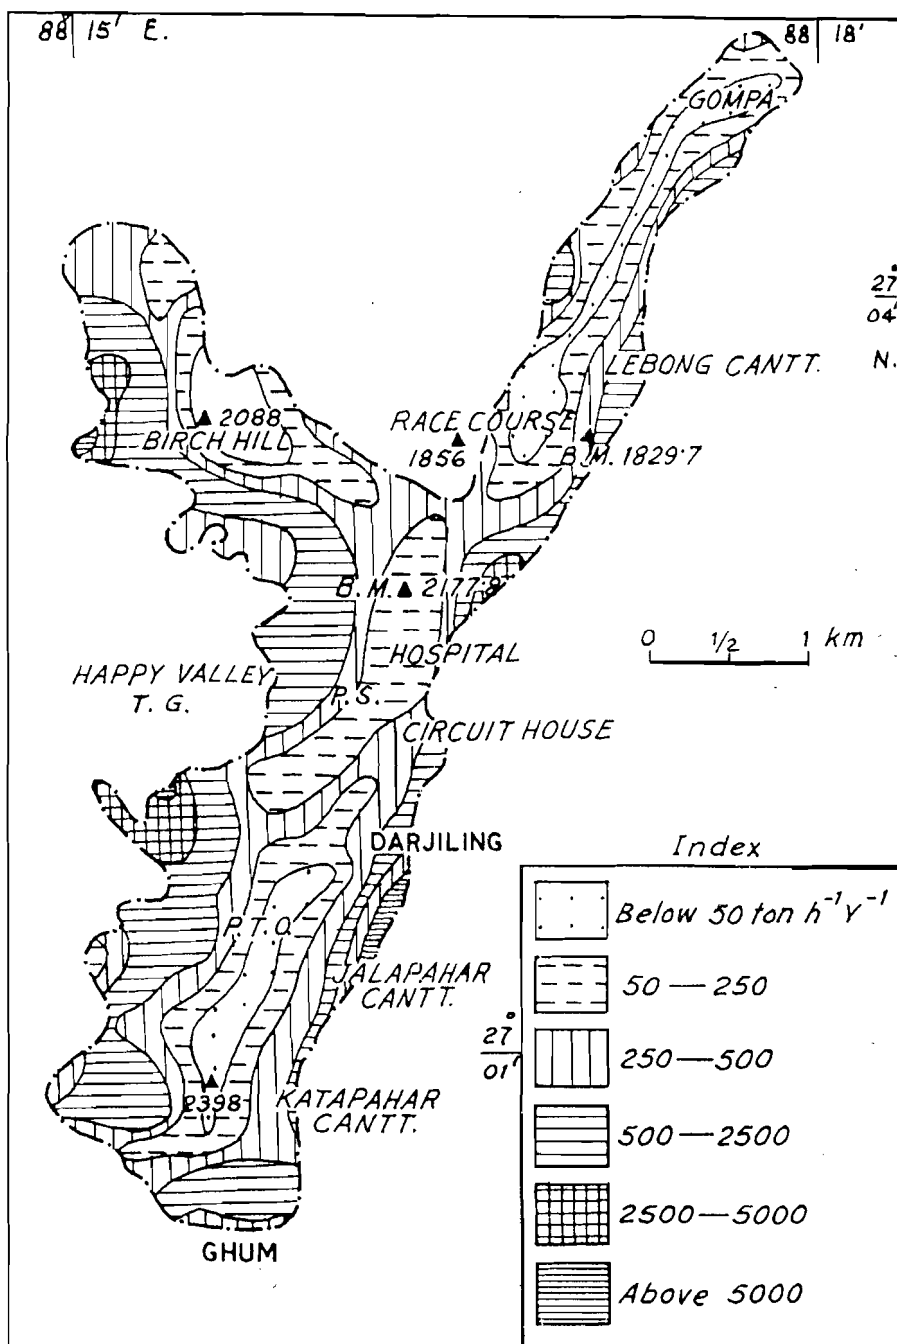 88 15' E.
88 18'
GOMPA
27°
04'
N.
LEBONG CANTT.
2088
BIRCH HILL
RACE COURSE
1856
B.M. 1829·7
B.M. 2177·8
0 1/2 1 km
HOSPITAL
HAPPY VALLEY
T. G.
P.S.
CIRCUIT HOUSE
DARJILING
P.T.O.
JALAPAHAR
CANTT.
27°
01'
2398
KATAPAHAR
CANTT.
GHUM
Index
Below 50 ton h⁻¹ Y⁻¹
50 — 250
250 — 500
500 — 2500
2500 — 5000
Above 5000